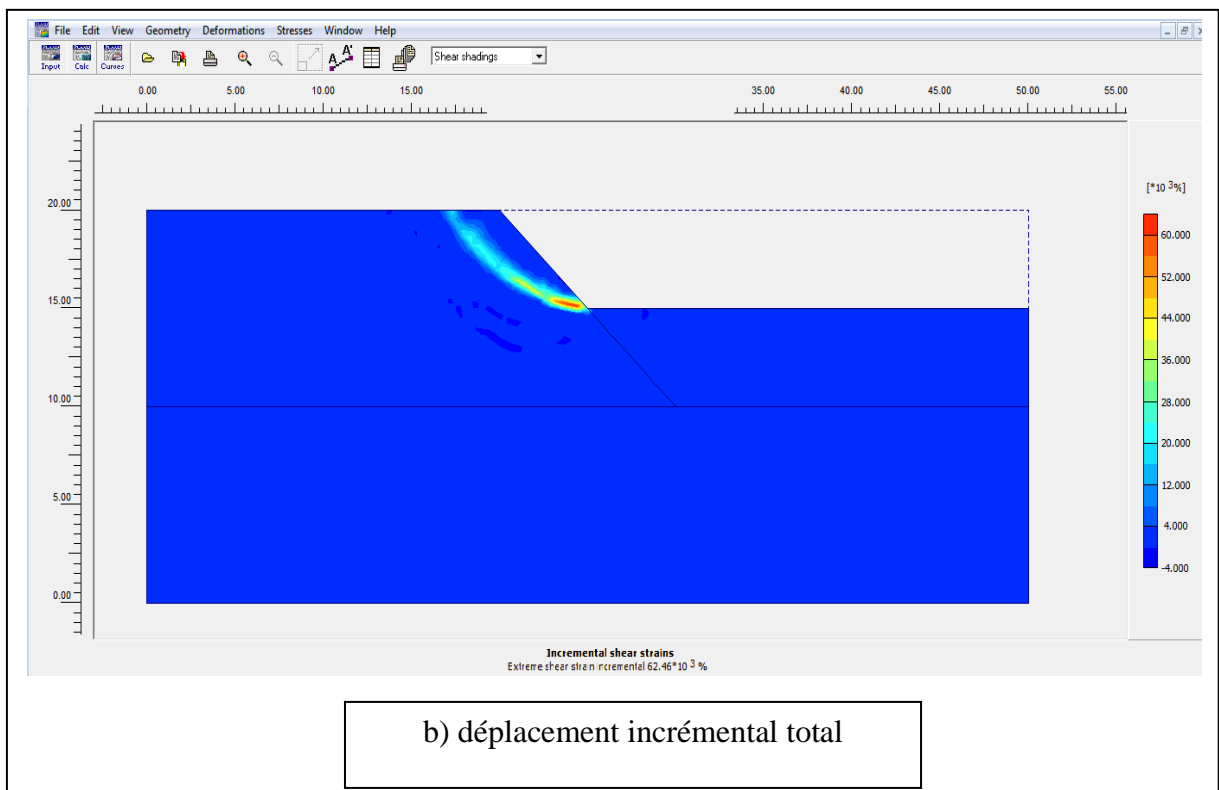 File Edit View Geometry Deformations Stresses Window Help
Input Calc Curves A A' Shear shadings
0.00 5.00 10.00 15.00 35.00 40.00 45.00 50.00 55.00
[*10 3%]
20.00
60.000
52.000
15.00
44.000
36.000
10.00
28.000
20.000
5.00
12.000
4.000
-4.000
0.00
Incremental shear strains
Extreme shear strain incremental 62.46*10 3 %
b) déplacement incrémental total